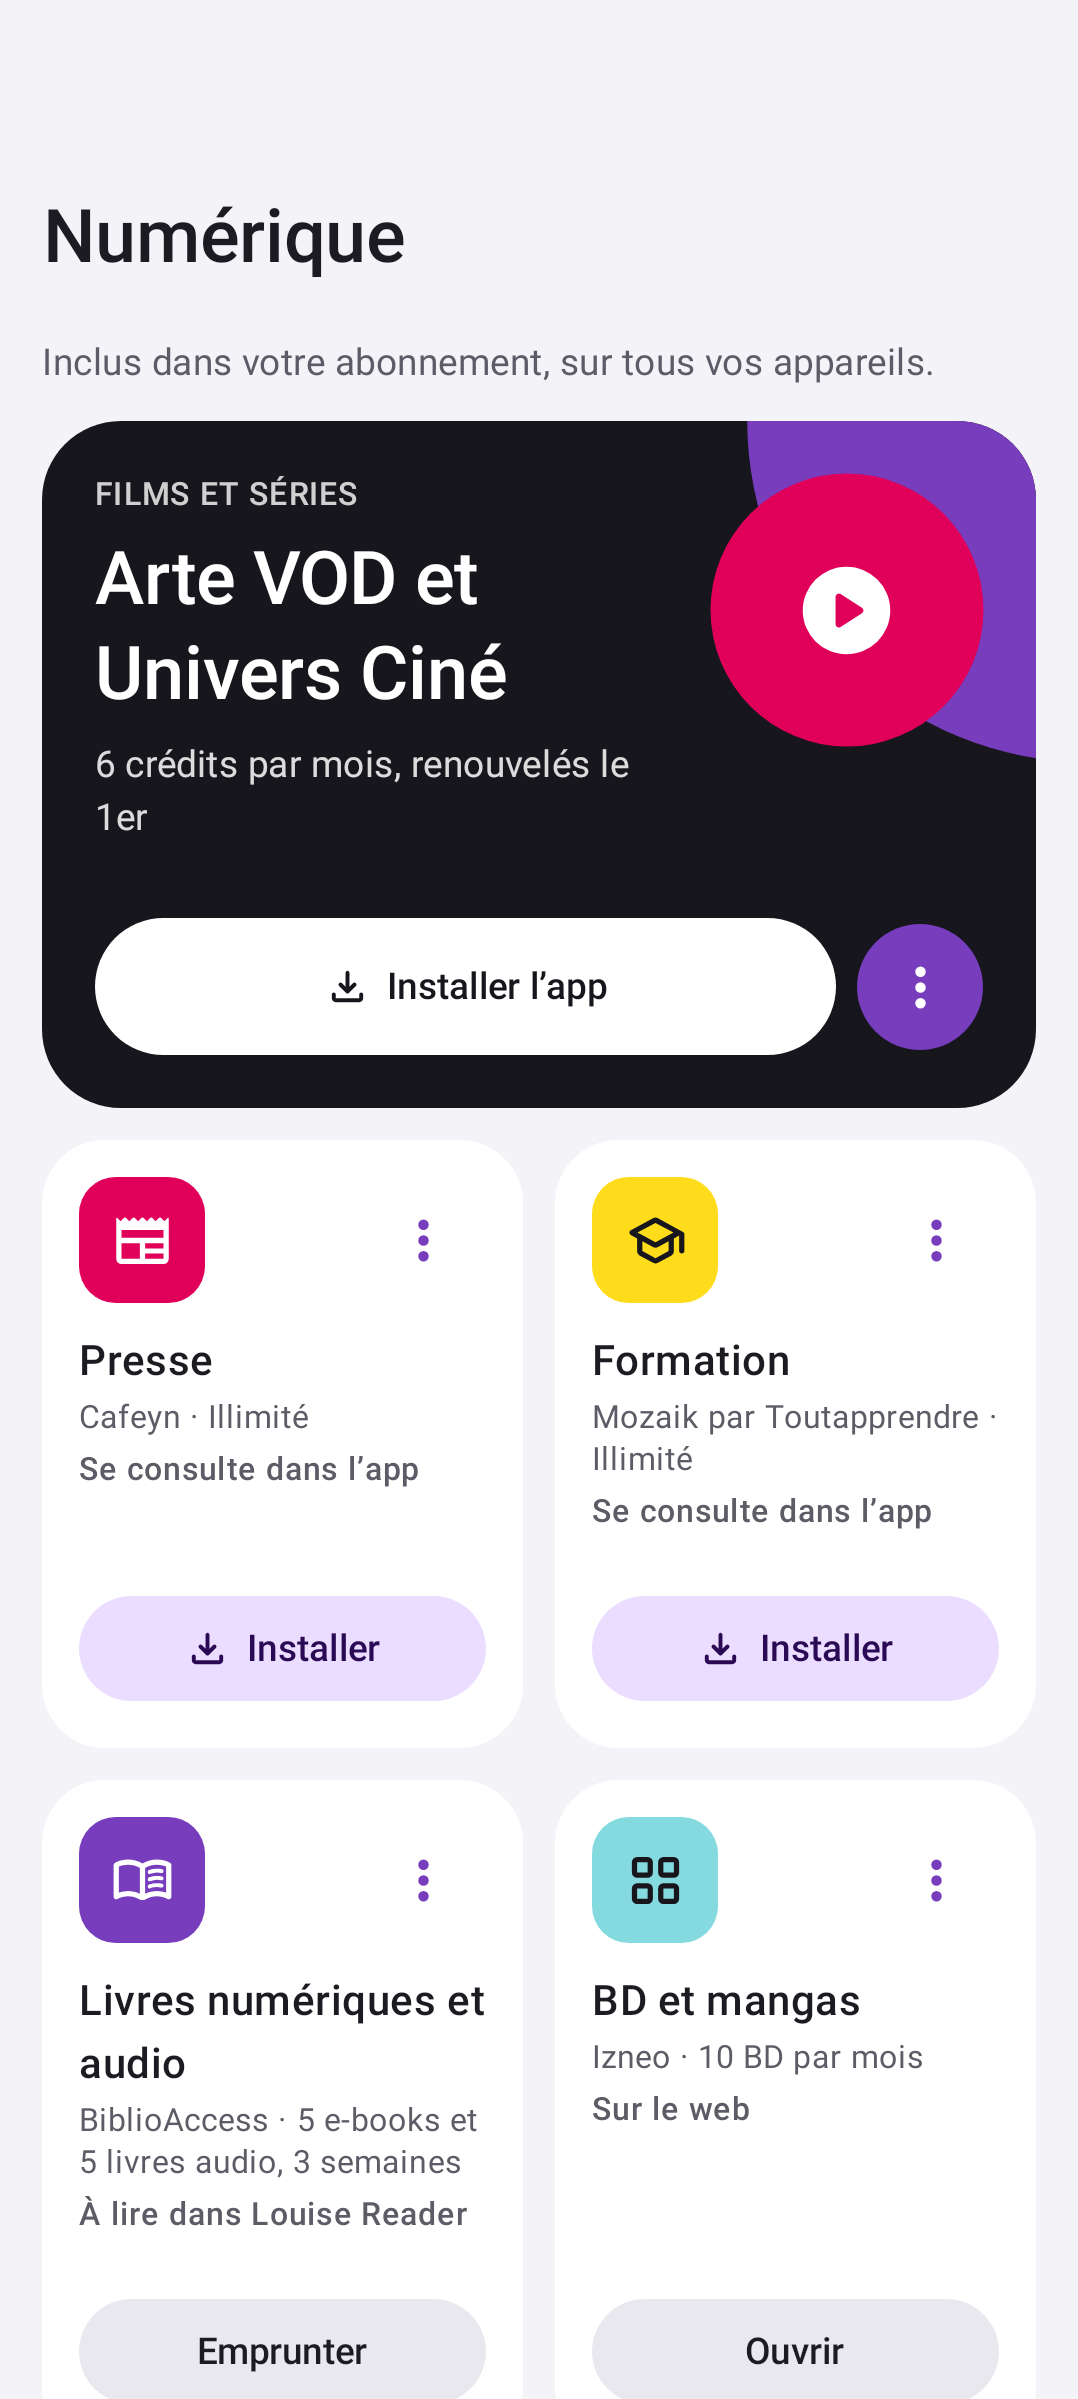 Numérique
Inclus dans votre abonnement, sur tous vos appareils.
FILMS ET SÉRIES
Arte VOD et
Univers Ciné
6 crédits par mois, renouvelés le
1er
Installer l’app
Presse
Cafeyn · Illimité
Se consulte dans l’app
Installer
Formation
Mozaik par Toutapprendre ·
Illimité
Se consulte dans l’app
Installer
Livres numériques et
audio
BiblioAccess · 5 e-books et
5 livres audio, 3 semaines
À lire dans Louise Reader
Emprunter
BD et mangas
Izneo · 10 BD par mois
Sur le web
Ouvrir